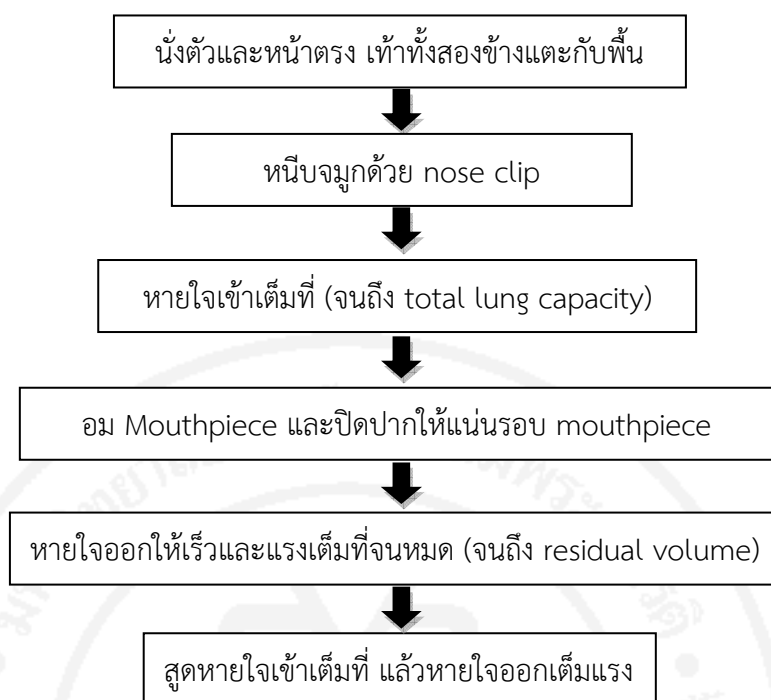 นั่งตัวและหน้าตรง เท้าทั้งสองข้างแตะกับพื้น
หนีบจมูกด้วย nose clip
หายใจเข้าเต็มที่ (จนถึง total lung capacity)
อม Mouthpiece และปิดปากให้แน่นรอบ mouthpiece
หายใจออกให้เร็วและแรงเต็มที่จนหมด (จนถึง residual volume)
สูดหายใจเข้าเต็มที่ แล้วหายใจออกเต็มแรง